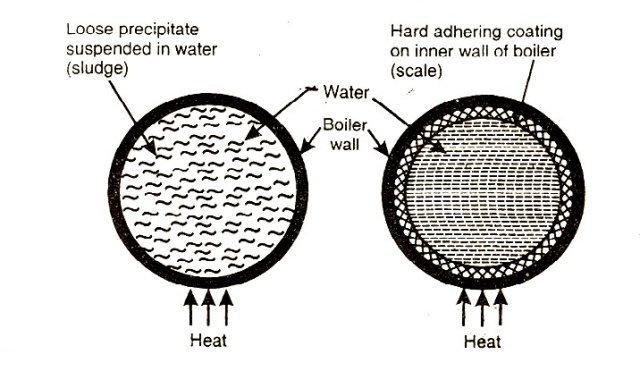 Loose precipitate
suspended in water
(sludge)
Hard adhering coating
on inner wall of boiler
(scale)
Water
Boiler
wall
Heat
Heat